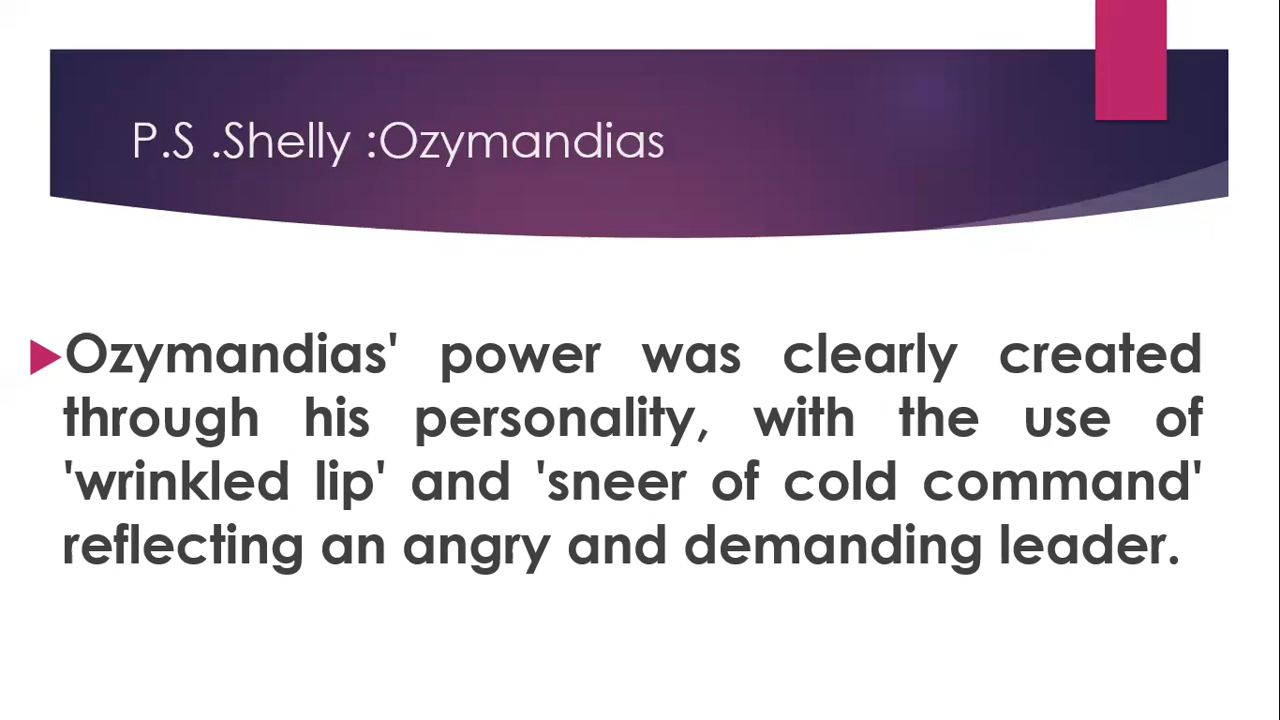 P.S .Shelly :Ozymandias
Ozymandias' power was clearly created
through his personality, with the use of
'wrinkled lip' and 'sneer of cold command'
reflecting an angry and demanding leader.